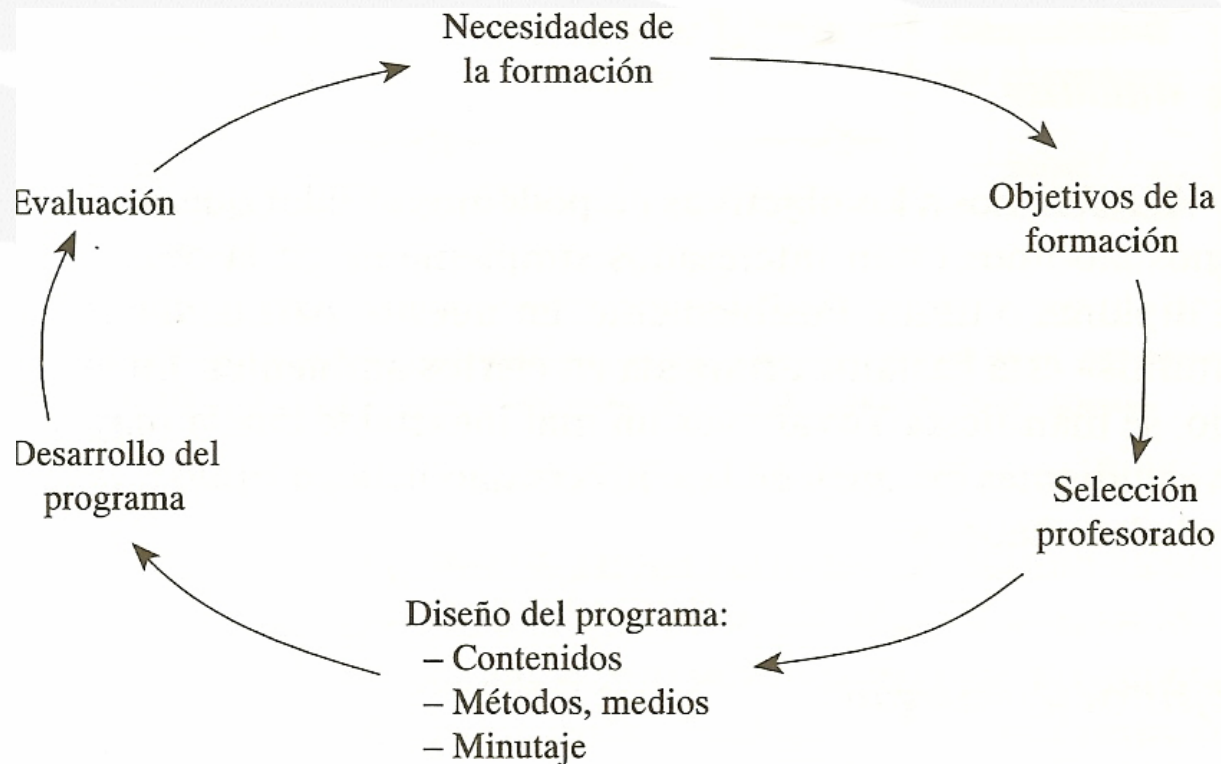 Necesidades de
la formación
Objetivos de la
formación
Selección
profesorado
Diseño del programa:
– Contenidos
– Métodos, medios
– Minutaje
Desarrollo del
programa
Evaluación